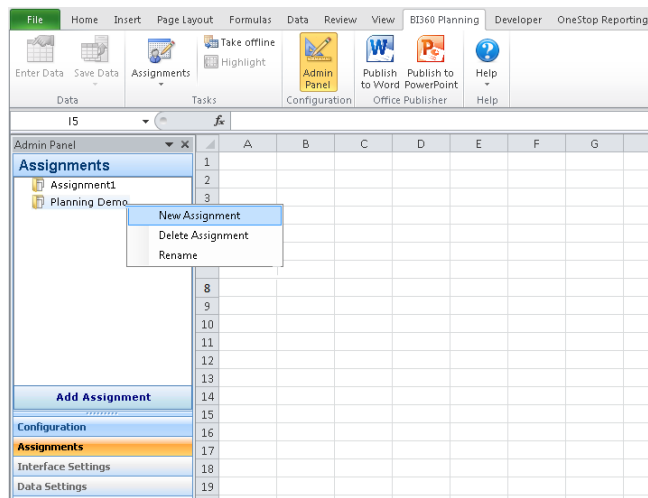 File Home Insert Page Layout Formulas Data Review View BI360 Planning Developer OneStop Reporting
Enter Data Save Data Assignments Take offline Highlight Admin Panel Publish to Word Publish to PowerPoint Help
Data Tasks Configuration Office Publisher Help
I5 fx
Admin Panel A B C D E F G
Assignments 1
Assignment1 2
Planning Demo 3
New Assignment
Delete Assignment
Rename
8
9
10
11
12
13
Add Assignment 14
15
Configuration 16
Assignments 17
Interface Settings 18
Data Settings 19